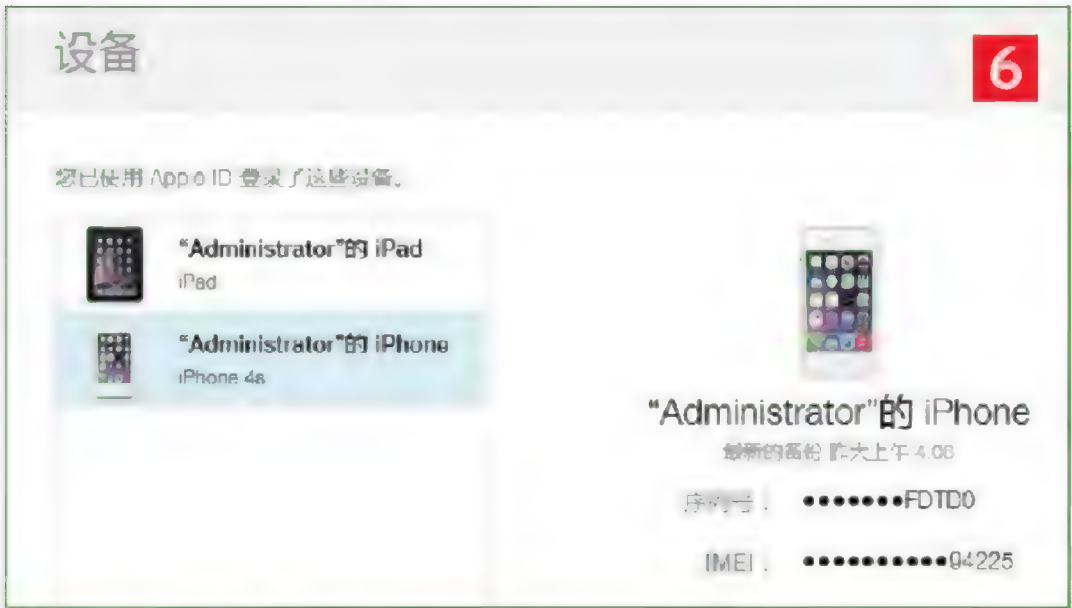 设备
6
您已使用 Apple ID 登录了这些设备。
“Administrator”的 iPad
iPad
“Administrator”的 iPhone
iPhone 4s
“Administrator”的 iPhone
最新的备份 昨天上午 4:08
序列号： ●●●●●●●FDTD0
IMEI： ●●●●●●●●●●94225